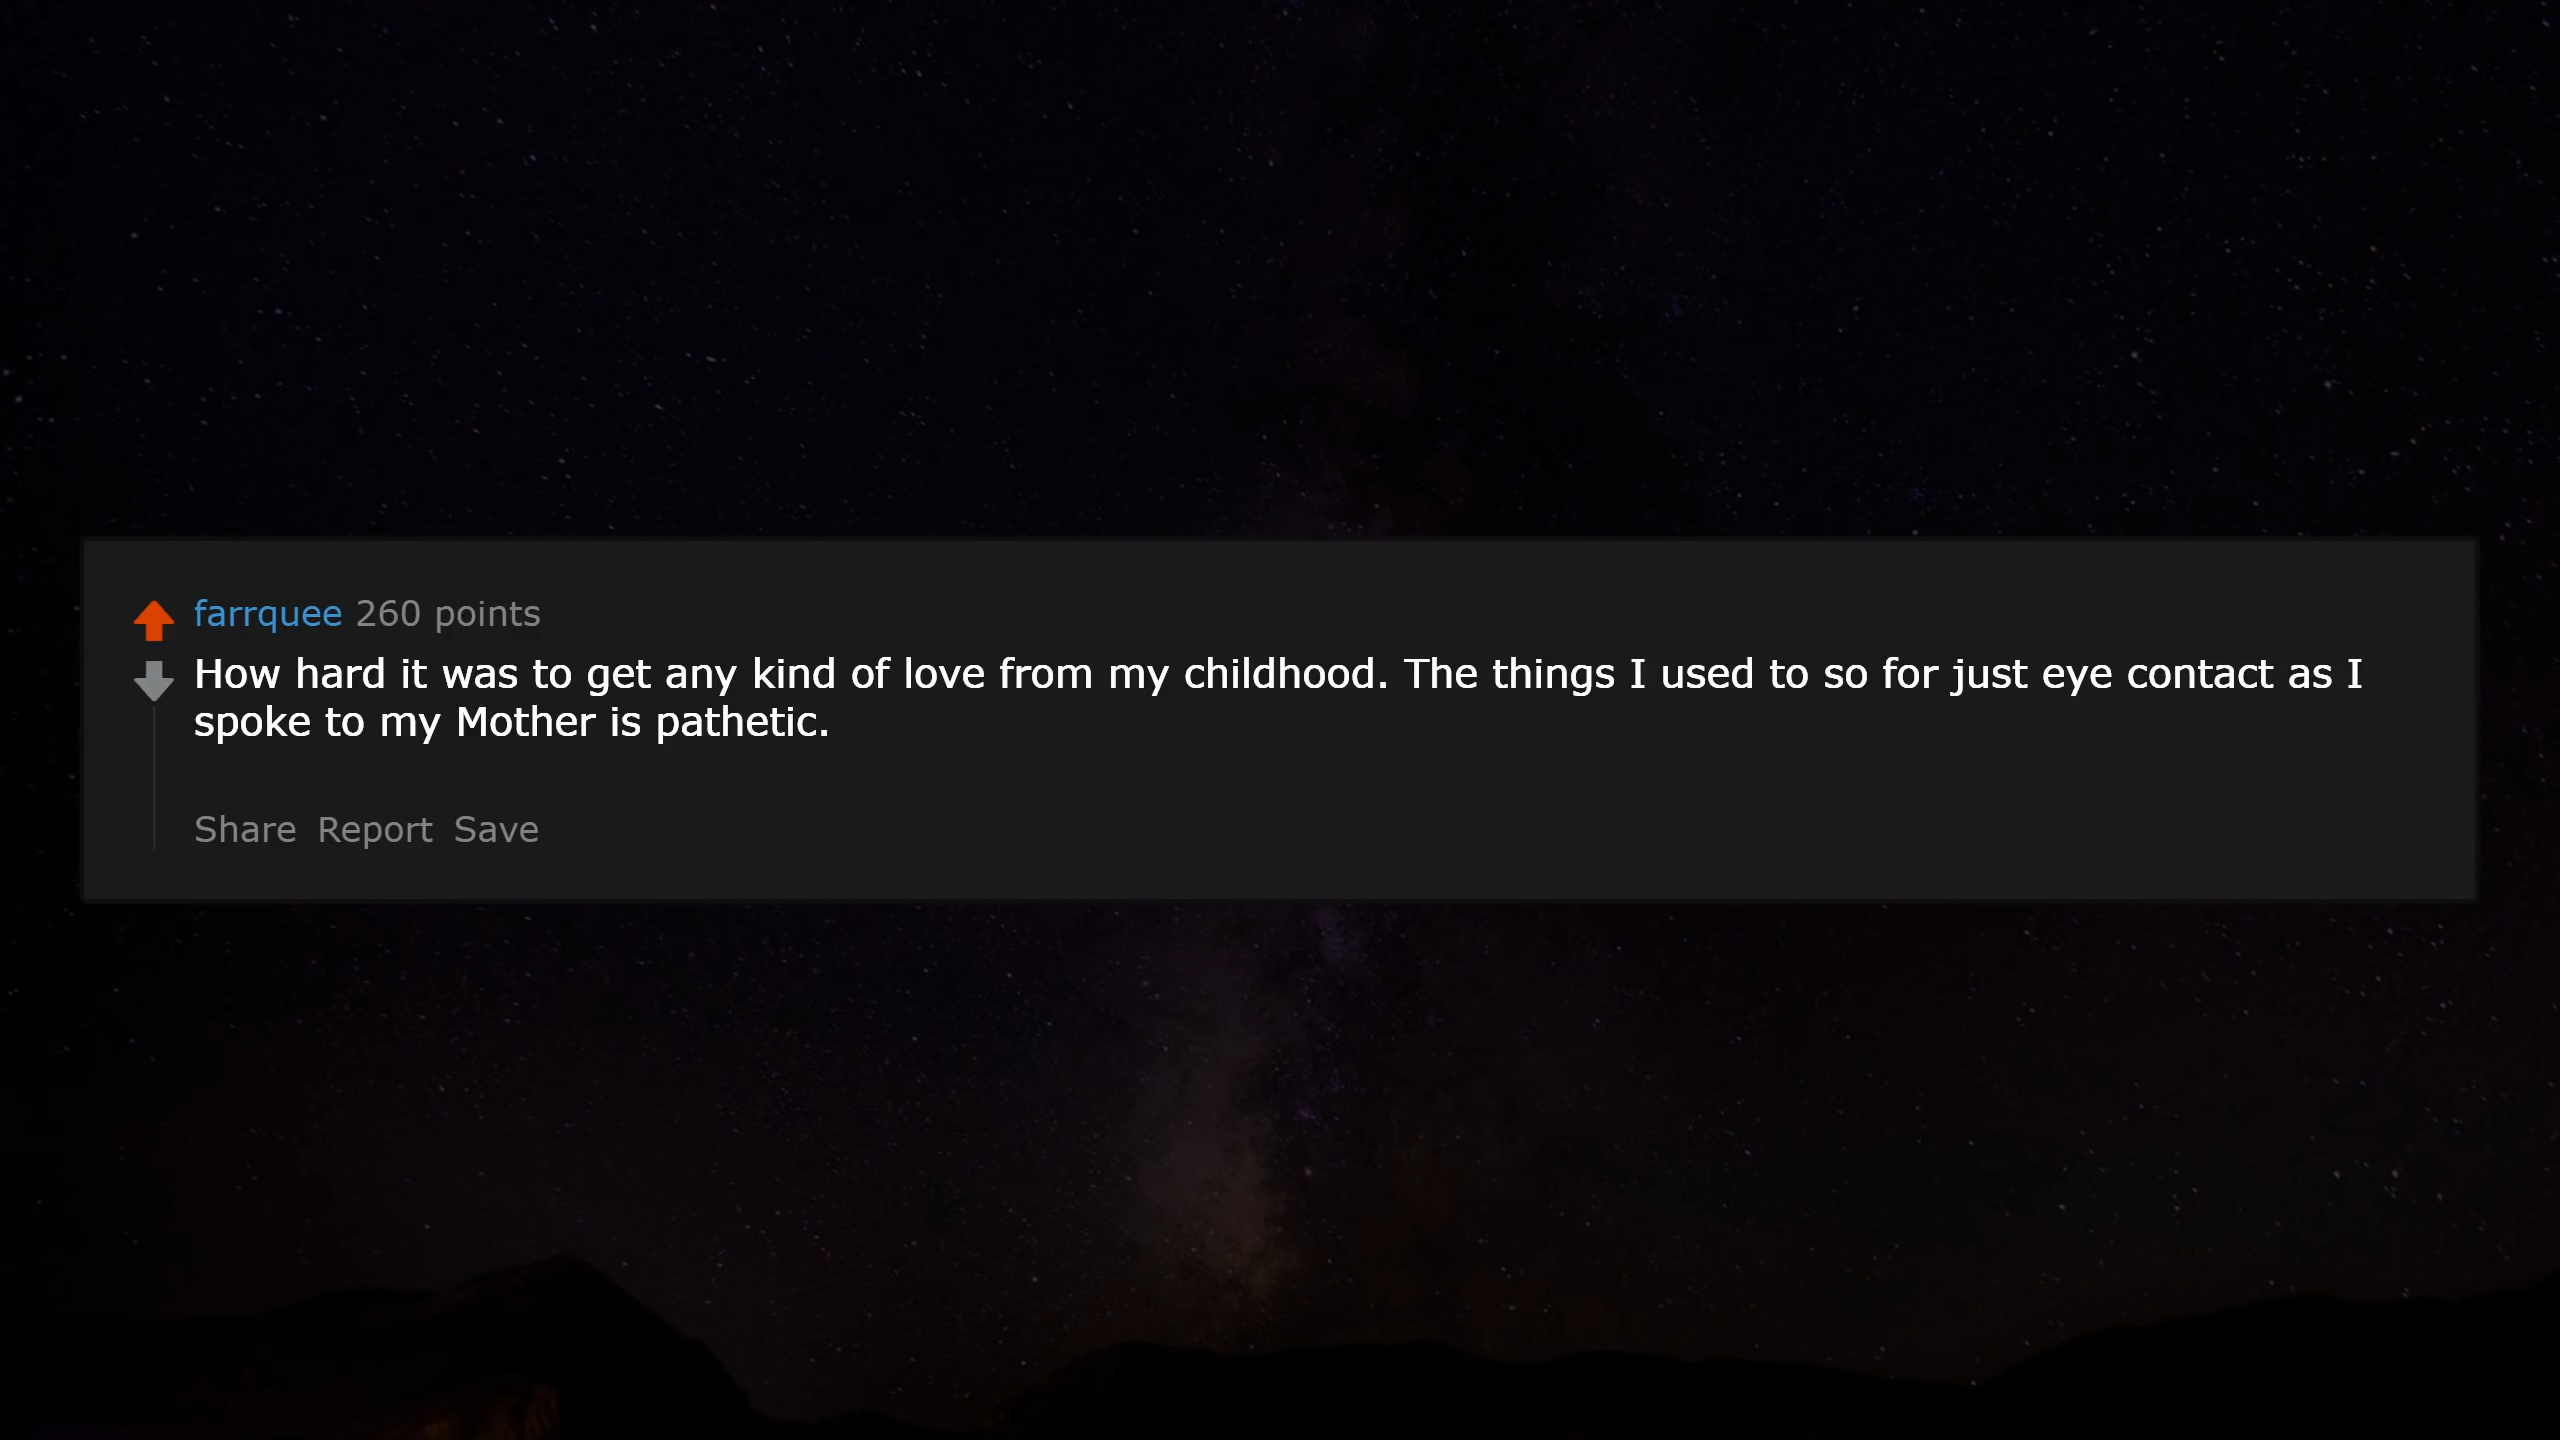 farrquee 260 points
How hard it was to get any kind of love from my childhood. The things I used to so for just eye contact as I
spoke to my Mother is pathetic.
Share Report Save